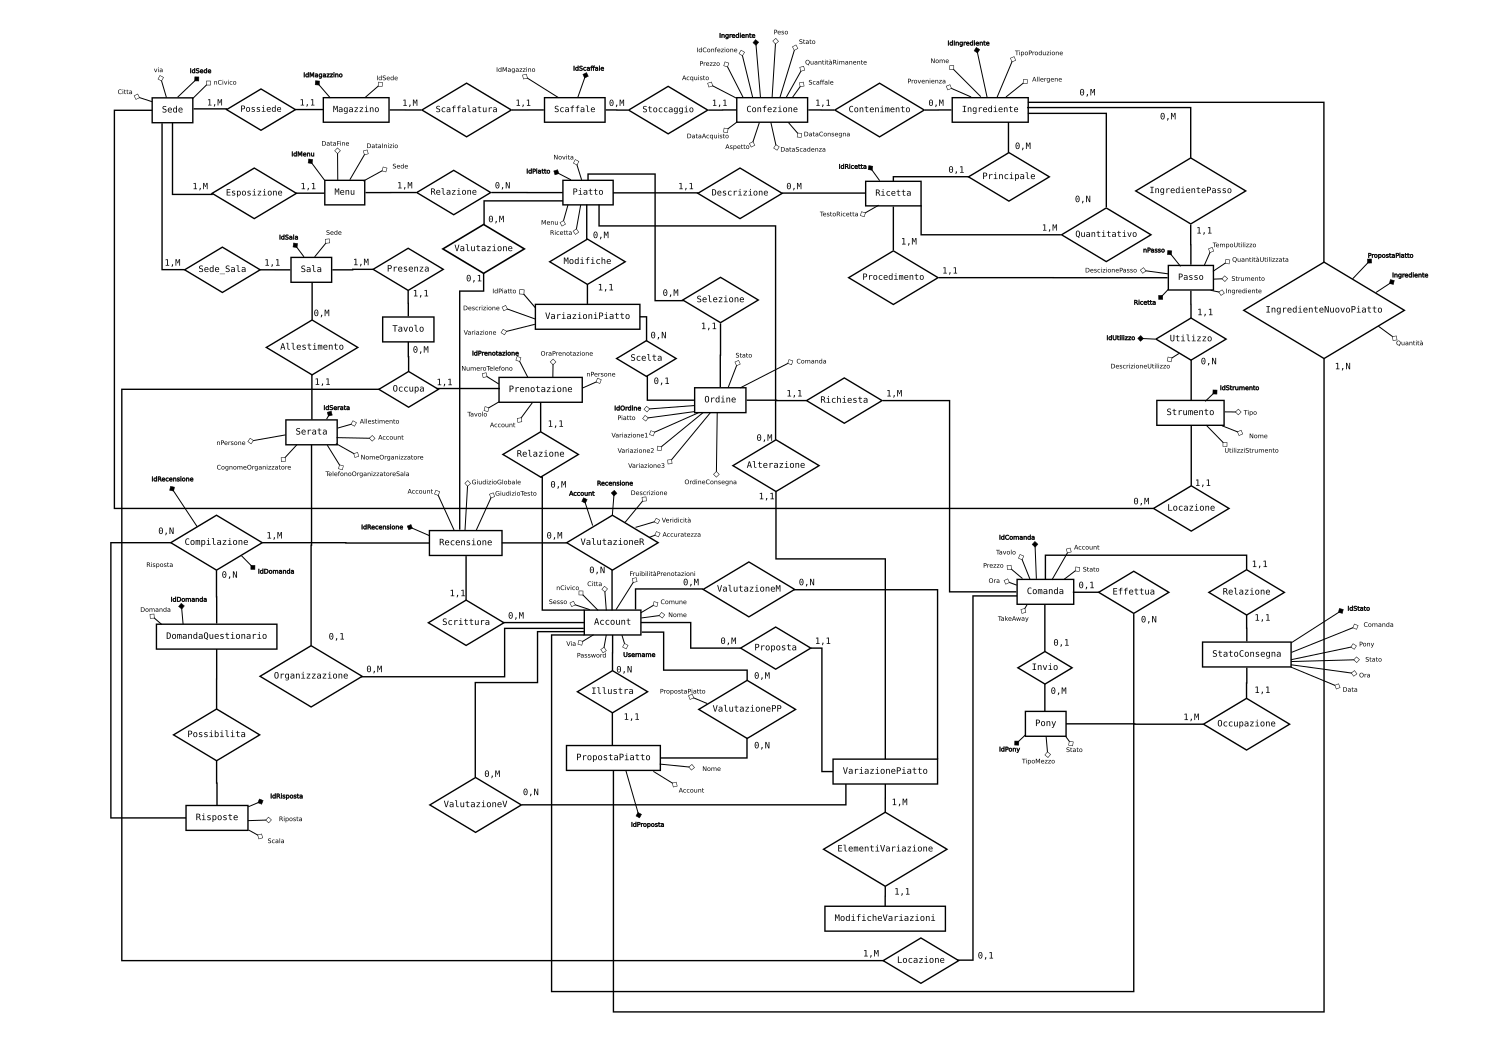 Peso
Ingrediente
Stato
IdConfezione
IdIngrediente
TipoProduzione
Nome
via
IdSede
nCivico
Citta
IdMagazzino
IdSede
IdMagazzino
IdScaffale
Prezzo
QuantitàRimanente
Acquisto
Scaffale
Provenienza
Allergene
0,M
Sede
1,M
Possiede
1,1
Magazzino
1,M
Scaffalatura
1,1
Scaffale
0,M
Stoccaggio
1,1
Confezione
1,1
Contenimento
0,M
Ingrediente
0,M
DataAcquisto
DataConsegna
Aspetto
DataScadenza
0,M
IdMenu
DataFine
DataInizio
Sede
IdPiatto
Novita
IdRicetta
0,1
Principale
1,M
Esposizione
1,1
Menu
1,M
Relazione
0,N
Piatto
1,1
Descrizione
0,M
Ricetta
IngredientePasso
0,N
TestoRicetta
Menu
Ricetta
0,M
0,M
1,M
Quantitativo
1,1
IdSala
Sede
Valutazione
Modifiche
1,M
nPasso
TempoUtilizzo
QuantitàUtilizzata
PropostaPiatto
1,M
Sede_Sala
1,1
Sala
1,M
Presenza
0,1
Procedimento
1,1
DescizionePasso
Passo
Strumento
Ingrediente
Ricetta
Ingrediente
1,1
IdPiatto
1,1
0,M
Selezione
Descrizione
VariazioniPiatto
Variazione
1,1
IngredienteNuovoPiatto
0,M
Tavolo
1,1
IdUtilizzo
Utilizzo
Quantità
Allestimento
0,M
0,N
Scelta
DescrizioneUtilizzo
0,N
1,N
IdPrenotazione
OraPrenotazione
NumeroTelefono
nPersone
Stato
Comanda
1,1
Occupa
1,1
Prenotazione
0,1
Ordine
1,1
Richiesta
1,M
IdStrumento
Tavolo
Account
IdOrdine
Piatto
Strumento
Tipo
Nome
UtilizziStrumento
IdSerata
Allestimento
Serata
Account
nPersone
NomeOrganizzatore
CognomeOrganizzatore
TelefonoOrganizzatoreSala
1,1
Variazione1
Variazione2
Variazione3
0,M
Relazione
Alterazione
OrdineConsegna
IdRecensione
Account
GiudizioGlobale
GiudizioTesto
0,M
Recensione
Account
Descrizione
1,1
1,1
0,M
Locazione
0,N
Compilazione
1,M
IdRecensione
Recensione
0,M
ValutazioneR
Veridicità
Accuratezza
IdComanda
Account
Tavolo
Prezzo
Stato
Ora
Risposta
IdDomanda
0,N
0,N
nCivico
Citta
FruibilitàPrenotazioni
0,M
ValutazioneM
0,N
Comanda
0,1
Effettua
1,1
Relazione
TakeAway
IdDomanda
Domanda
1,1
Sesso
Comune
Nome
0,N
1,1
IdStato
Comanda
DomandaQuestionario
0,1
Scrittura
0,M
Account
Via
Password
Username
0,M
Proposta
1,1
0,1
Pony
StatoConsegna
Stato
Ora
Data
Organizzazione
0,M
0,N
Invio
Illustra
0,M
PropostaPiatto
0,M
1,1
1,1
ValutazionePP
Possibilita
0,N
Pony
1,M
Occupazione
IdPony
Stato
TipoMezzo
PropostaPiatto
Nome
Account
VariazionePiatto
0,M
0,N
ValutazioneV
IdProposta
1,M
IdRisposta
Risposte
Riposta
Scala
ElementiVariazione
1,1
ModificheVariazioni
1,M
Locazione
0,1